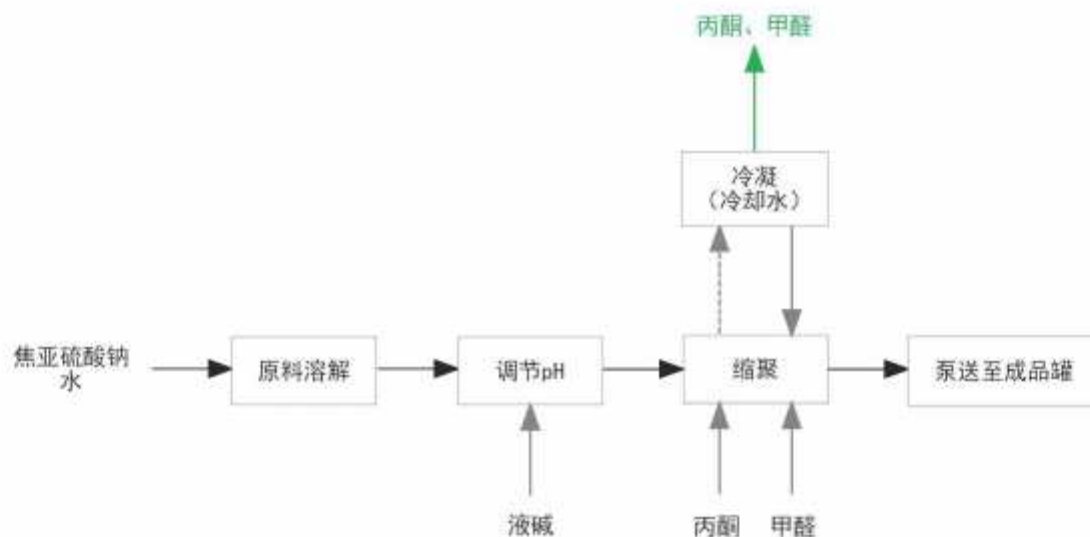 丙酮、甲醛
冷凝
（冷却水）
焦亚硫酸钠
水
原料溶解
调节pH
缩聚
泵送至成品罐
液碱
丙酮
甲醛